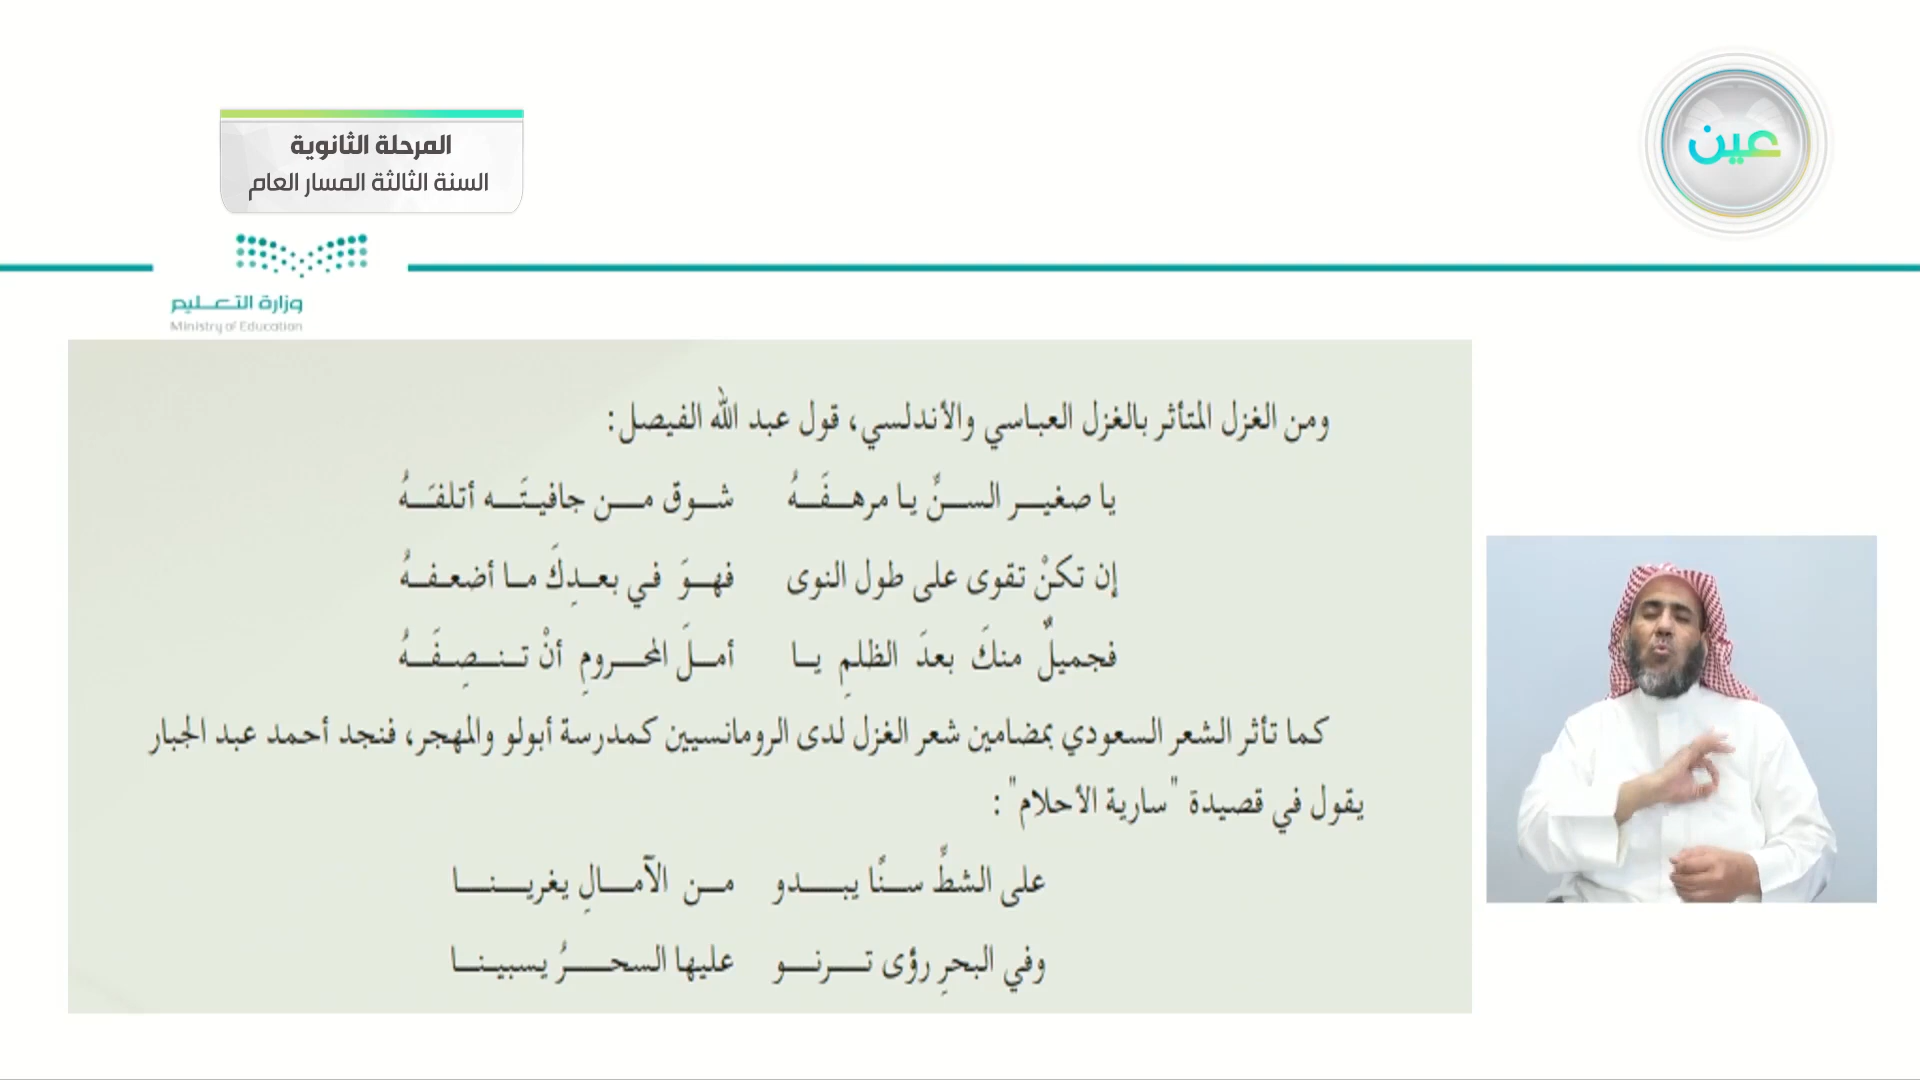 المرحلة الثانوية
السنة الثالثة المسار العام
عين
وزارة التعليم
Ministry of Education
ومن الغزل المتأثر بالغزل العباسي والأندلسي، قول عبد الله الفيصل:
يا صغير السنِّ يا مرهفَهُ شوق من جافيتَه أتلفَهُ
إن تكنْ تقوى على طول النوى فهوَ في بعدِكَ ما أضعفهُ
فجميلٌ منكَ بعدَ الظلمِ يا أملَ المحرومِ أنْ تنصِفَهُ
كما تأثر الشعر السعودي بمضامين شعر الغزل لدى الرومانسيين كمدرسة أبولو والمهجر، فنجد أحمد عبد الجبار
يقول في قصيدة "سارية الأحلام":
على الشطِّ سنًا يبدو من الآمالِ يغرينا
وفي البحرِ رؤى ترنو عليها السحرُ يسبينا